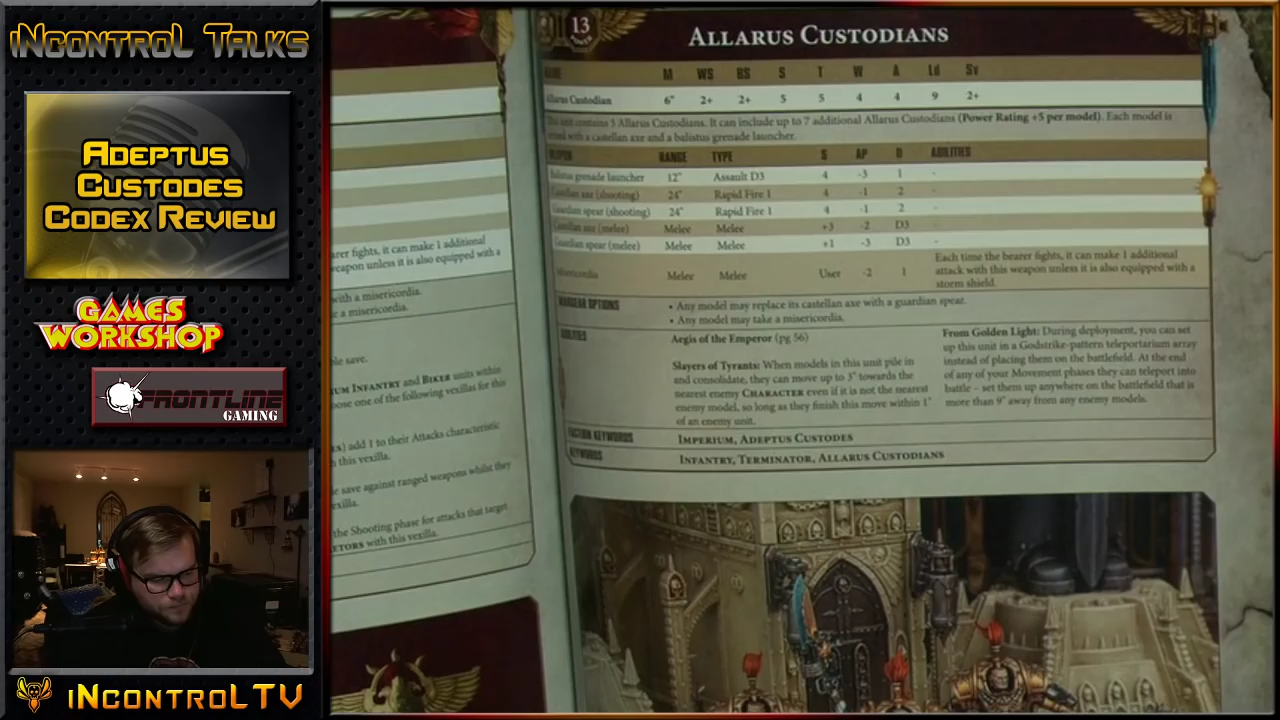 iNcontroL Talks
Adeptus
Custodes
Codex Review
GAMES
WORKSHOP
FRONTLINE
GAMING
iNcontroLTV
earer fights, it can make 1 additional
weapon unless it is also equipped with a
with a misericordia.
e a misericordia.
ble save.
INFANTRY and BIKER units within
ose one of the following vexillas for this
) add 1 to their Attacks characteristic
h this vexilla.
e save against ranged weapons whilst they
exilla.
the Shooting phase for attacks that target
with this vexilla.
13
POWER
ALLARUS CUSTODIANS
NAME M WS BS S T W A Ld Sv
Allarus Custodian 6" 2+ 2+ 5 5 4 4 9 2+
unit contains 3 Allarus Custodians. It can include up to 7 additional Allarus Custodians (Power Rating +5 per model). Each model is
armed with a castellan axe and a balistus grenade launcher.
WEAPON RANGE TYPE S AP D ABILITIES
Balistus grenade launcher 12" Assault D3 4 -3 1 -
Castellan axe (shooting) 24" Rapid Fire 1 4 -1 2 -
Guardian spear (shooting) 24" Rapid Fire 1 4 -1 2 -
Castellan axe (melee) Melee Melee +3 -2 D3 -
Guardian spear (melee) Melee Melee +1 -3 D3 -
Misericordia Melee Melee User -2 1 Each time the bearer fights, it can make 1 additional
attack with this weapon unless it is also equipped with a
storm shield.
WARGEAR OPTIONS • Any model may replace its castellan axe with a guardian spear.
• Any model may take a misericordia.
ABILITIES Aegis of the Emperor (pg 56)
Slayers of Tyrants: When models in this unit pile in
and consolidate, they can move up to 3" towards the
nearest enemy CHARACTER even if it is not the nearest
enemy model, so long as they finish this move within 1"
of an enemy unit.
From Golden Light: During deployment, you can set
up this unit in a Godstrike-pattern teleportarium array
instead of placing them on the battlefield. At the end
of any of your Movement phases they can teleport into
battle – set them up anywhere on the battlefield that is
more than 9" away from any enemy models.
FACTION KEYWORDS IMPERIUM, ADEPTUS CUSTODES
KEYWORDS INFANTRY, TERMINATOR, ALLARUS CUSTODIANS